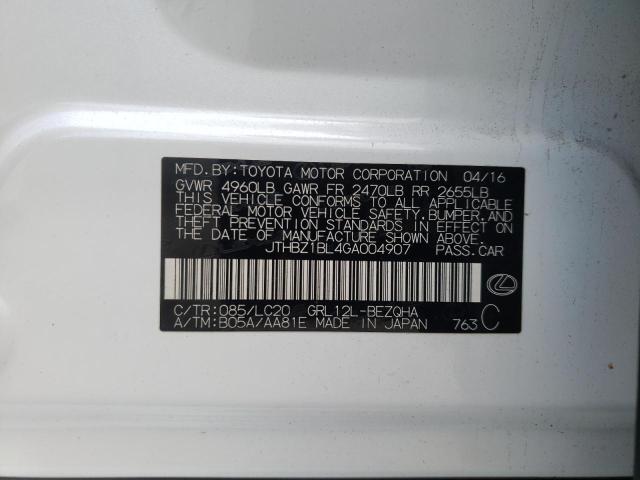 MFD.BY:TOYOTA MOTOR CORPORATION 04/16
GVWR 4960LB GAWR FR 2470LB RR 2655LB
THIS VEHICLE CONFORMS TO ALL APPLICABLE
FEDERAL MOTOR VEHICLE SAFETY,BUMPER,AND
THEFT PREVENTION STANDARDS IN EFFECT ON
THE DATE OF MANUFACTURE SHOWN ABOVE.
JTHBZ1BL4GA004907 PASS.CAR
C/TR:085/LC20 GRL12L-BEZQHA
A/TM:B05A/AA81E MADE IN JAPAN 763 C